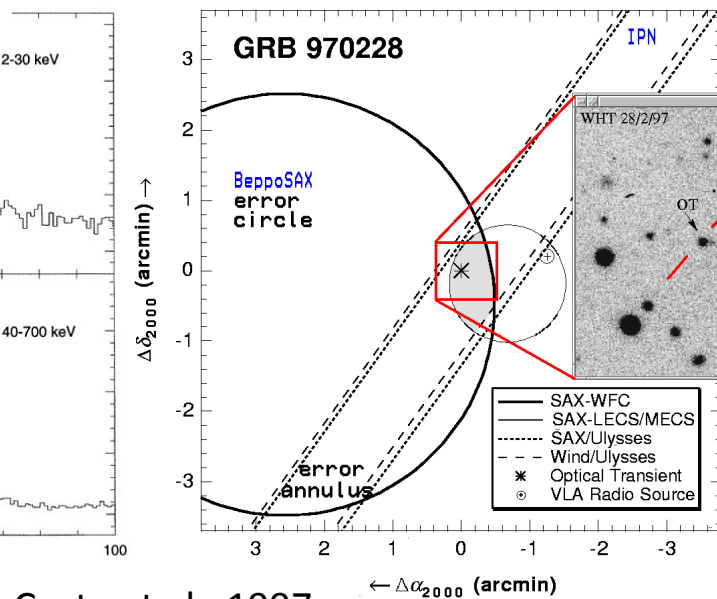 2-30 keV
40-700 keV
100
GRB 970228
IPN
BeppoSAX
error
circle
error
annulus
WHT 28/2/97
OT
SAX-WFC
SAX-LECS/MECS
SAX/Ulysses
Wind/Ulysses
Optical Transient
VLA Radio Source
Δδ2000 (arcmin) →
3
2
1
0
-1
-2
-3
3 2 1 0 -1 -2 -3
← Δα2000 (arcmin)
1997